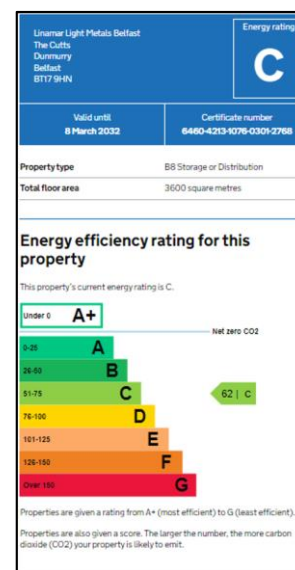 Linamar Light Metals Belfast
The Cutts
Dunmurry
Belfast
BT17 9HN
Energy rating
C
Valid until
8 March 2032
Certificate number
6460-4213-1076-0301-2768
Property type
B8 Storage or Distribution
Total floor area
3600 square metres
Energy efficiency rating for this
property
This property's current energy rating is C.
Under 0 A+
Net zero CO2
0-25 A
26-50 B
51-75 C
62 | C
76-100 D
101-125 E
126-150 F
Over 150 G
Properties are given a rating from A+ (most efficient) to G (least efficient).
Properties are also given a score. The larger the number, the more carbon
dioxide (CO2) your property is likely to emit.